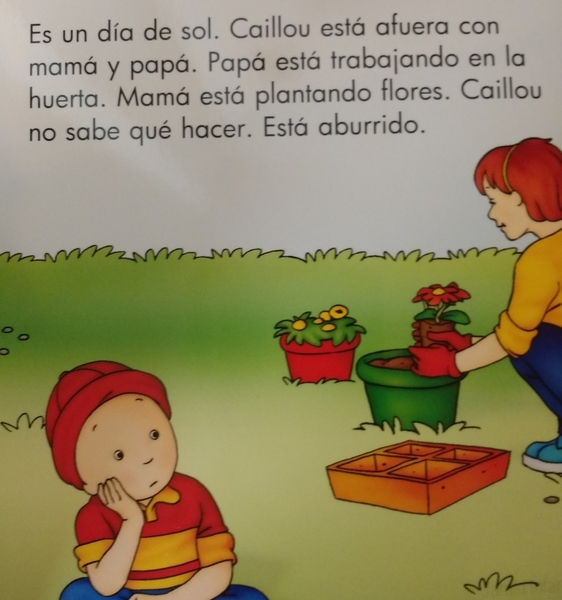 Es un día de sol. Caillou está afuera con
mamá y papá. Papá está trabajando en la
huerta. Mamá está plantando flores. Caillou
no sabe qué hacer. Está aburrido.